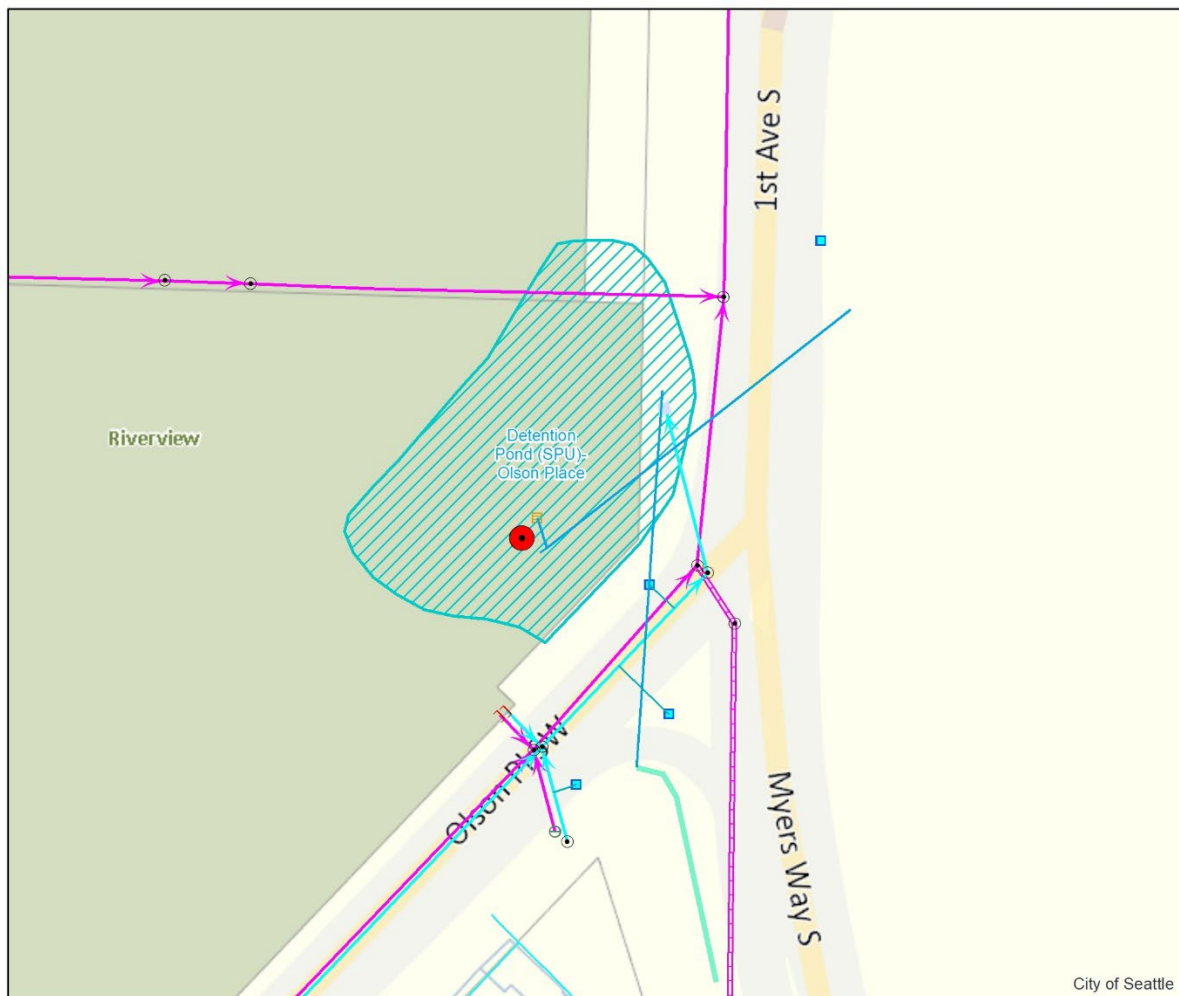 1st Ave S
Riverview
Detention
Pond (SPU)-
Olson Place
Olson Pl SW
Myers Way S
City of Seattle